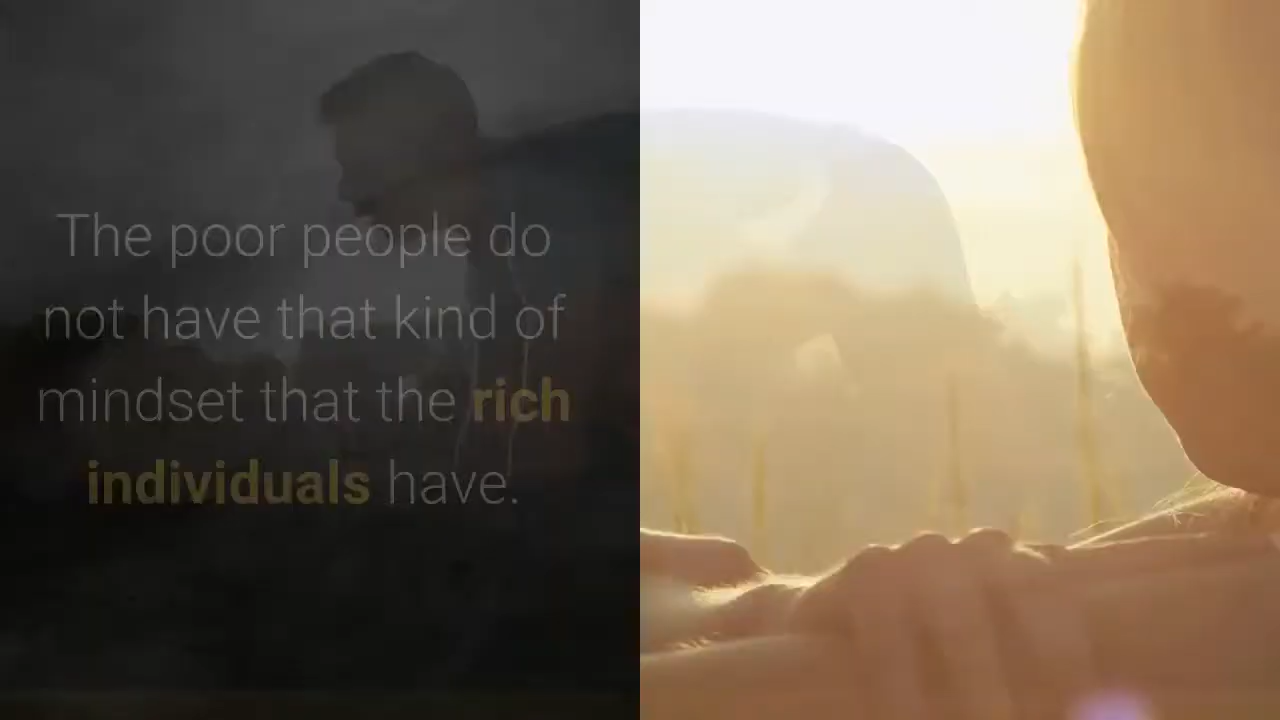 The poor people do
not have that kind of
mindset that the rich
individuals have.